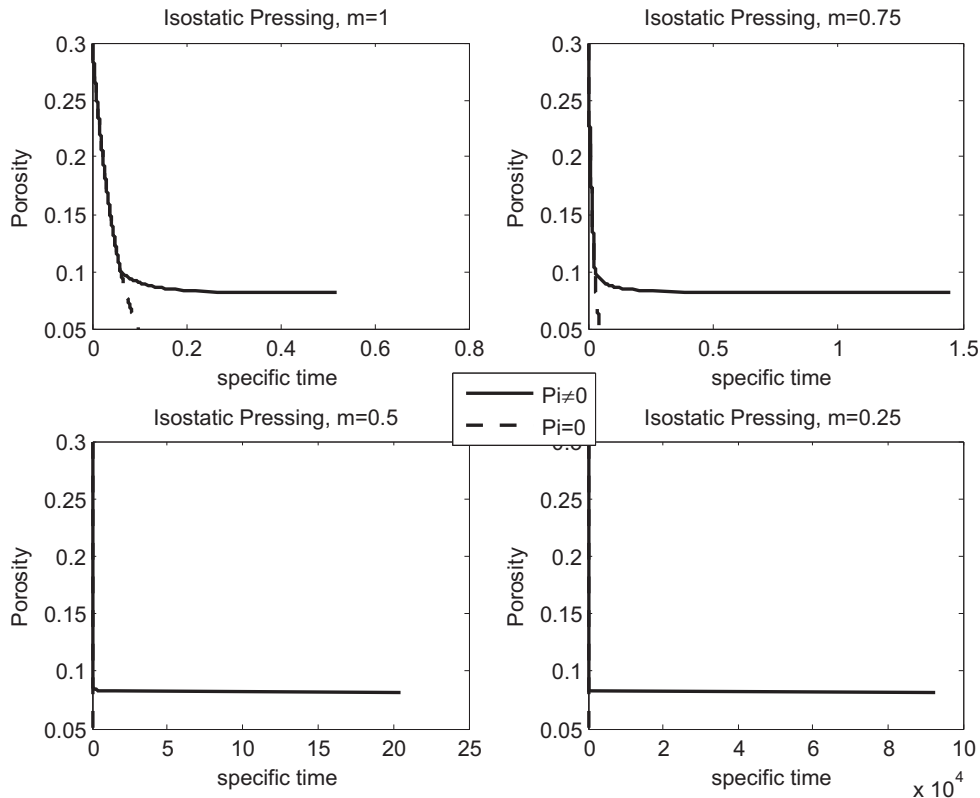 Isostatic Pressing, m=1
0.3
0.25
0.2
0.15
0.1
0.05
Porosity
0 0.2 0.4 0.6 0.8
specific time
Isostatic Pressing, m=0.75
0.3
0.25
0.2
0.15
0.1
0.05
Porosity
0 0.5 1 1.5
specific time
Pi≠0
Pi=0
Isostatic Pressing, m=0.5
0.3
0.25
0.2
0.15
0.1
0.05
Porosity
0 5 10 15 20 25
specific time
Isostatic Pressing, m=0.25
0.3
0.25
0.2
0.15
0.1
0.05
Porosity
0 2 4 6 8 10
specific time
x 10⁴